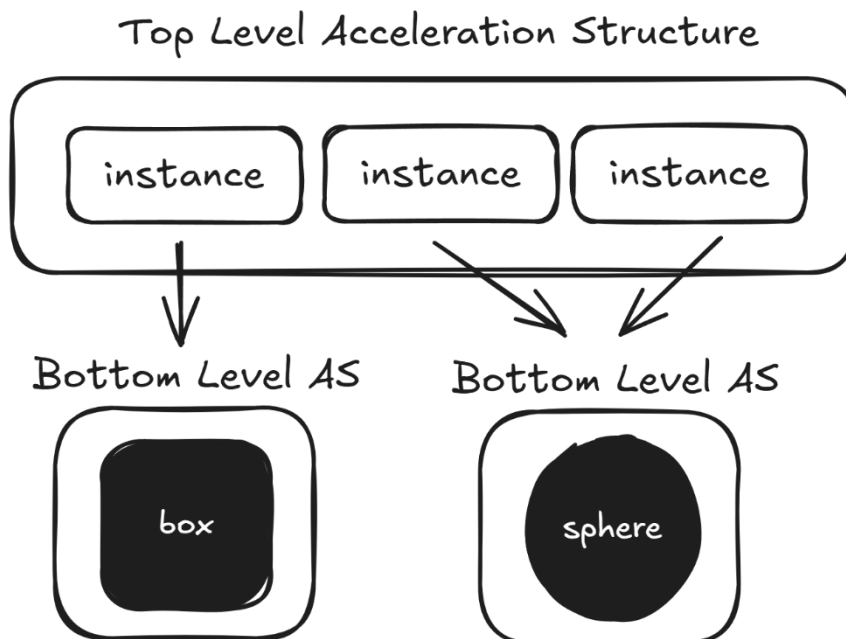 Top Level Acceleration Structure
instance instance instance
Bottom Level AS Bottom Level AS
box sphere